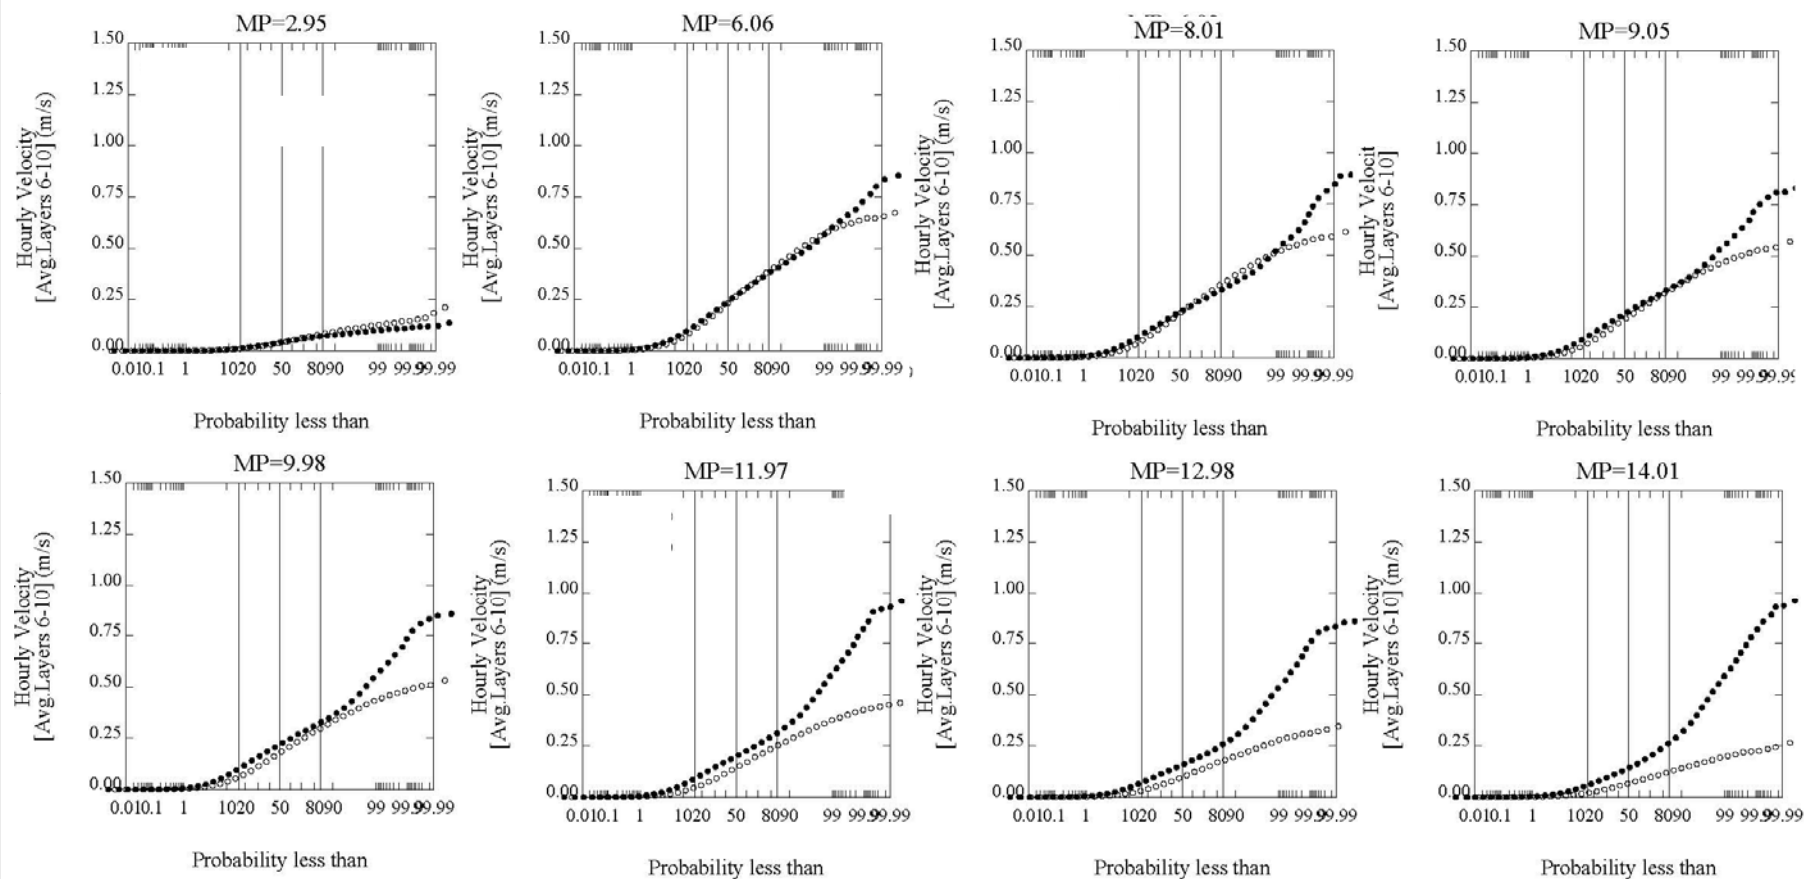 MP=2.95
1.50
1.25
1.00
0.75
0.50
0.25
0.00
Hourly Velocity
[Avg.Layers 6-10] (m/s)
0.010.1 1 1020 50 8090 99 99.999.99
Probability less than
MP=6.06
1.50
1.25
1.00
0.75
0.50
0.25
0.00
Hourly Velocity
[Avg.Layers 6-10] (m/s)
0.010.1 1 1020 50 8090 99 99.999.99
Probability less than
MP=8.01
1.50
1.25
1.00
0.75
0.50
0.25
0.00
Hourly Velocity
[Avg.Layers 6-10] (m/s)
0.010.1 1 1020 50 8090 99 99.999.99
Probability less than
MP=9.05
1.50
1.25
1.00
0.75
0.50
0.25
0.00
Hourly Velocit
[Avg.Layers 6-10]
0.010.1 1 1020 50 8090 99 99.999.99
Probability less than
MP=9.98
1.50
1.25
1.00
0.75
0.50
0.25
0.00
Hourly Velocity
[Avg.Layers 6-10] (m/s)
0.010.1 1 1020 50 8090 99 99.999.99
Probability less than
MP=11.97
1.50
1.25
1.00
0.75
0.50
0.25
0.00
Hourly Velocity
[Avg.Layers 6-10] (m/s)
0.010.1 1 1020 50 8090 99 99.999.99
Probability less than
MP=12.98
1.50
1.25
1.00
0.75
0.50
0.25
0.00
Hourly Velocity
[Avg.Layers 6-10] (m/s)
0.010.1 1 1020 50 8090 99 99.999.99
Probability less than
MP=14.01
1.50
1.25
1.00
0.75
0.50
0.25
0.00
Hourly Velocity
[Avg.Layers 6-10] (m/s)
0.010.1 1 1020 50 8090 99 99.999.99
Probability less than